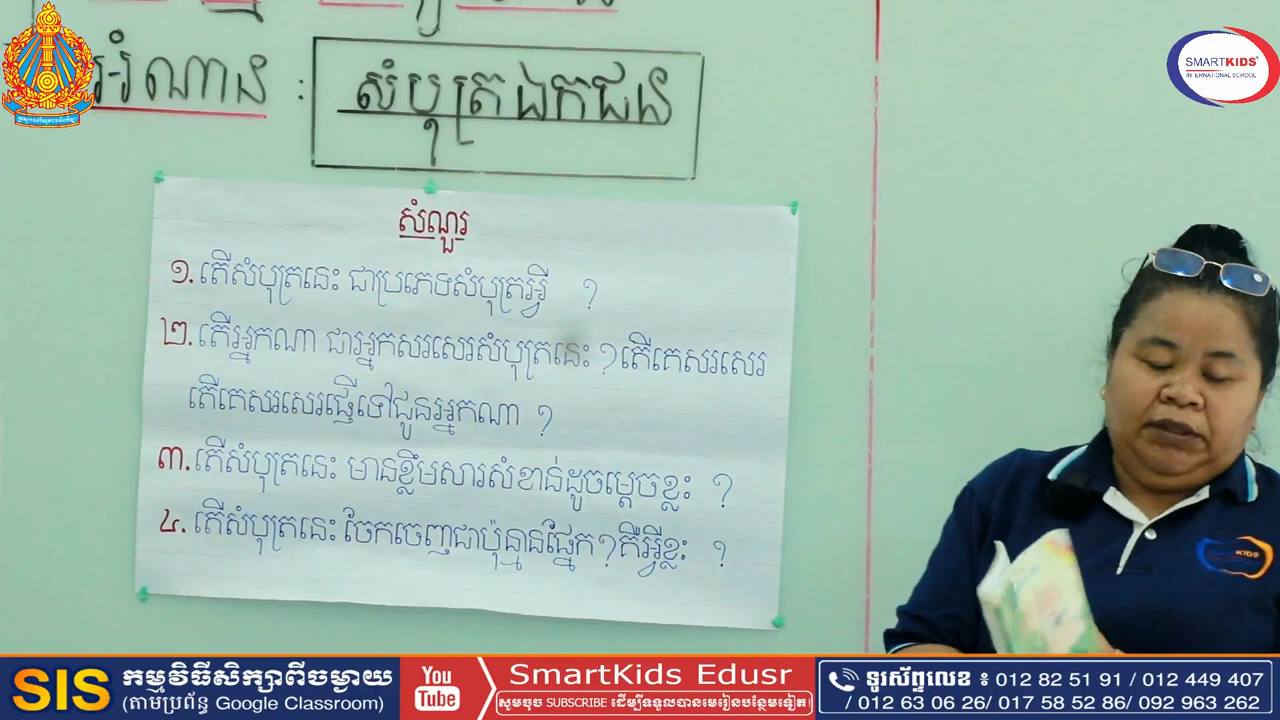 អំណាន : សំបុត្រឯកជន
SMARTKIDS
INTERNATIONAL SCHOOL
សំណួរ
១. តើសំបុត្រនេះ ជាប្រភេទសំបុត្រអ្វី ?
២. តើអ្នកណា ជាអ្នកសរសេរសំបុត្រនេះ ? តើគេសរសេរ
តើគេសរសេរផ្ញើទៅជូនអ្នកណា ?
៣. តើសំបុត្រនេះ មានខ្លឹមសារសំខាន់ដូចម្ដេចខ្លះ ?
៤. តើសំបុត្រនេះ ចែកចេញជាប៉ុន្មានផ្នែក ? គឺអ្វីខ្លះ ?
SMARTKIDS
SIS កម្មវិធីសិក្សាពីចម្ងាយ
(តាមប្រព័ន្ធ Google Classroom)
You Tube
SmartKids Edusr
សូមចុច SUBSCRIBE ដើម្បីទទួលបានមេរៀនបន្ថែមទៀត!
ទូរស័ព្ទលេខ ៖ 012 82 51 91 / 012 449 407
/ 012 63 06 26/ 017 58 52 86/ 092 963 262